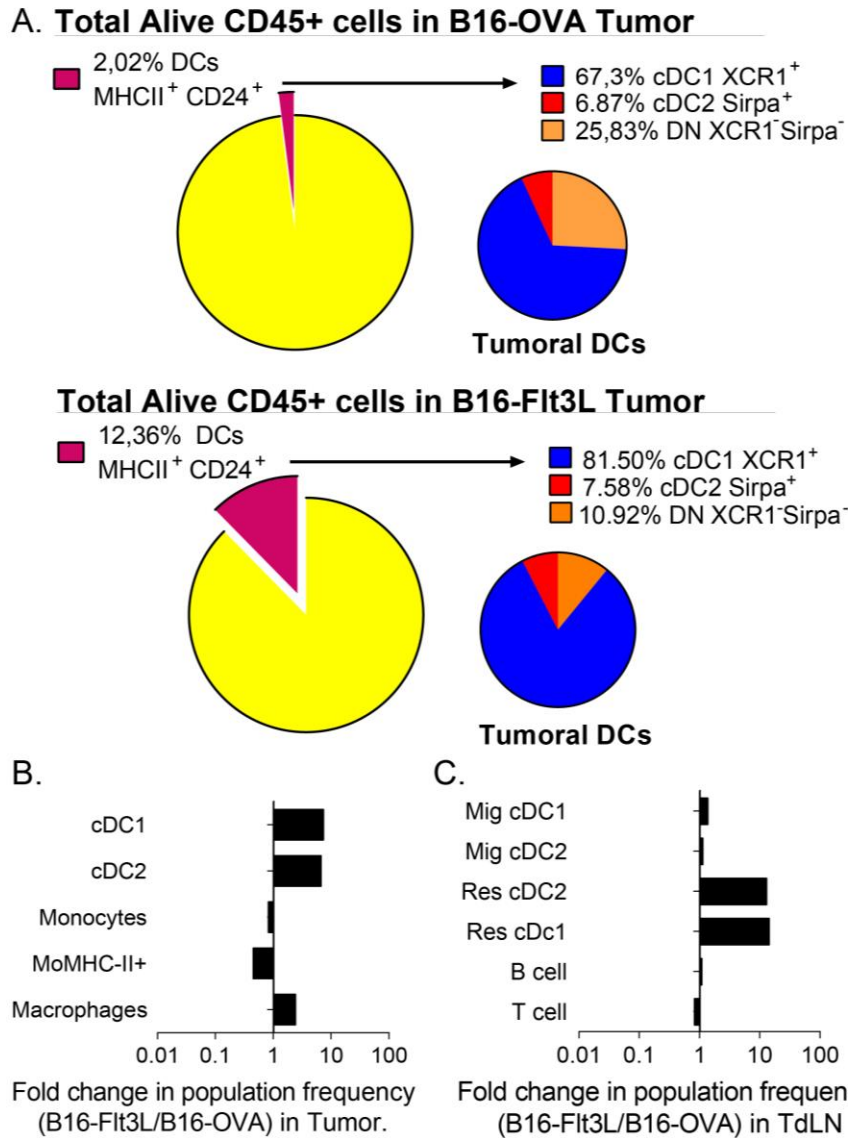 A. Total Alive CD45+ cells in B16-OVA Tumor
2,02% DCs
MHCII+ CD24+
67,3% cDC1 XCR1+
6.87% cDC2 Sirpa+
25,83% DN XCR1-Sirpa-
Tumoral DCs
Total Alive CD45+ cells in B16-Flt3L Tumor
12,36% DCs
MHCII+ CD24+
81.50% cDC1 XCR1+
7.58% cDC2 Sirpa+
10.92% DN XCR1-Sirpa-
Tumoral DCs
B.
cDC1
cDC2
Monocytes
MoMHC-II+
Macrophages
0.01 0.1 1 10 100
Fold change in population frequency
(B16-Flt3L/B16-OVA) in Tumor.
C.
Mig cDC1
Mig cDC2
Res cDC2
Res cDc1
B cell
T cell
0.01 0.1 1 10 100
Fold change in population frequen
(B16-Flt3L/B16-OVA) in TdLN